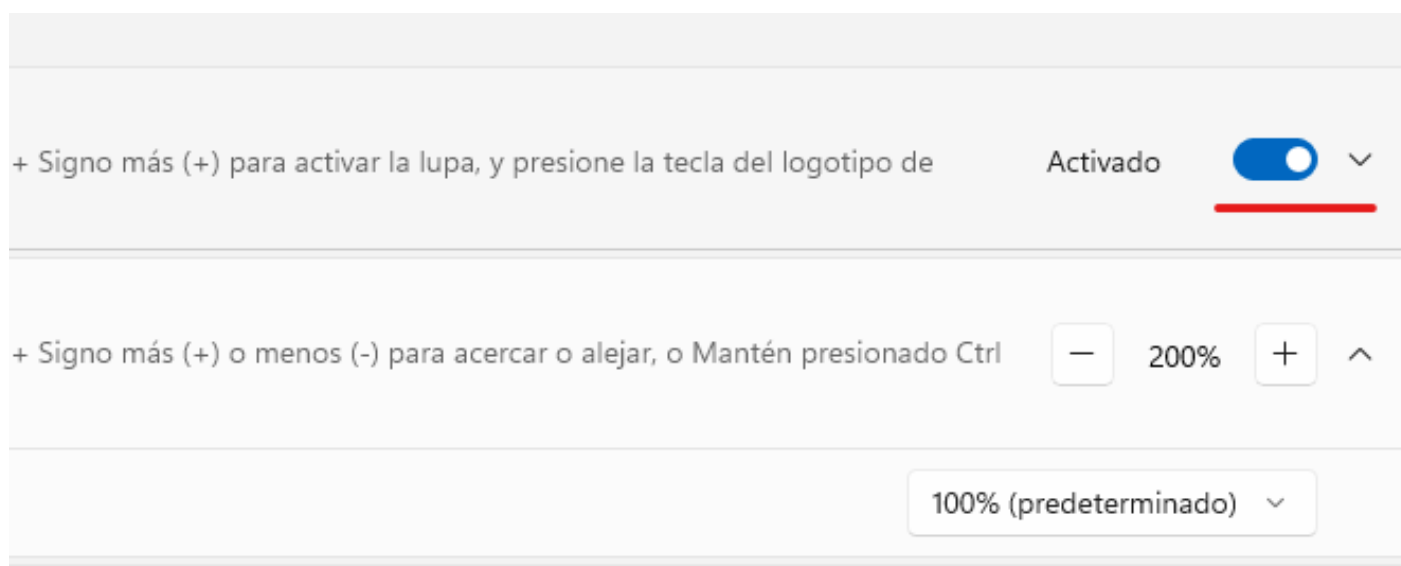 + Signo más (+) para activar la lupa, y presione la tecla del logotipo de Activado
+ Signo más (+) o menos (-) para acercar o alejar, o Mantén presionado Ctrl − 200% +
100% (predeterminado)